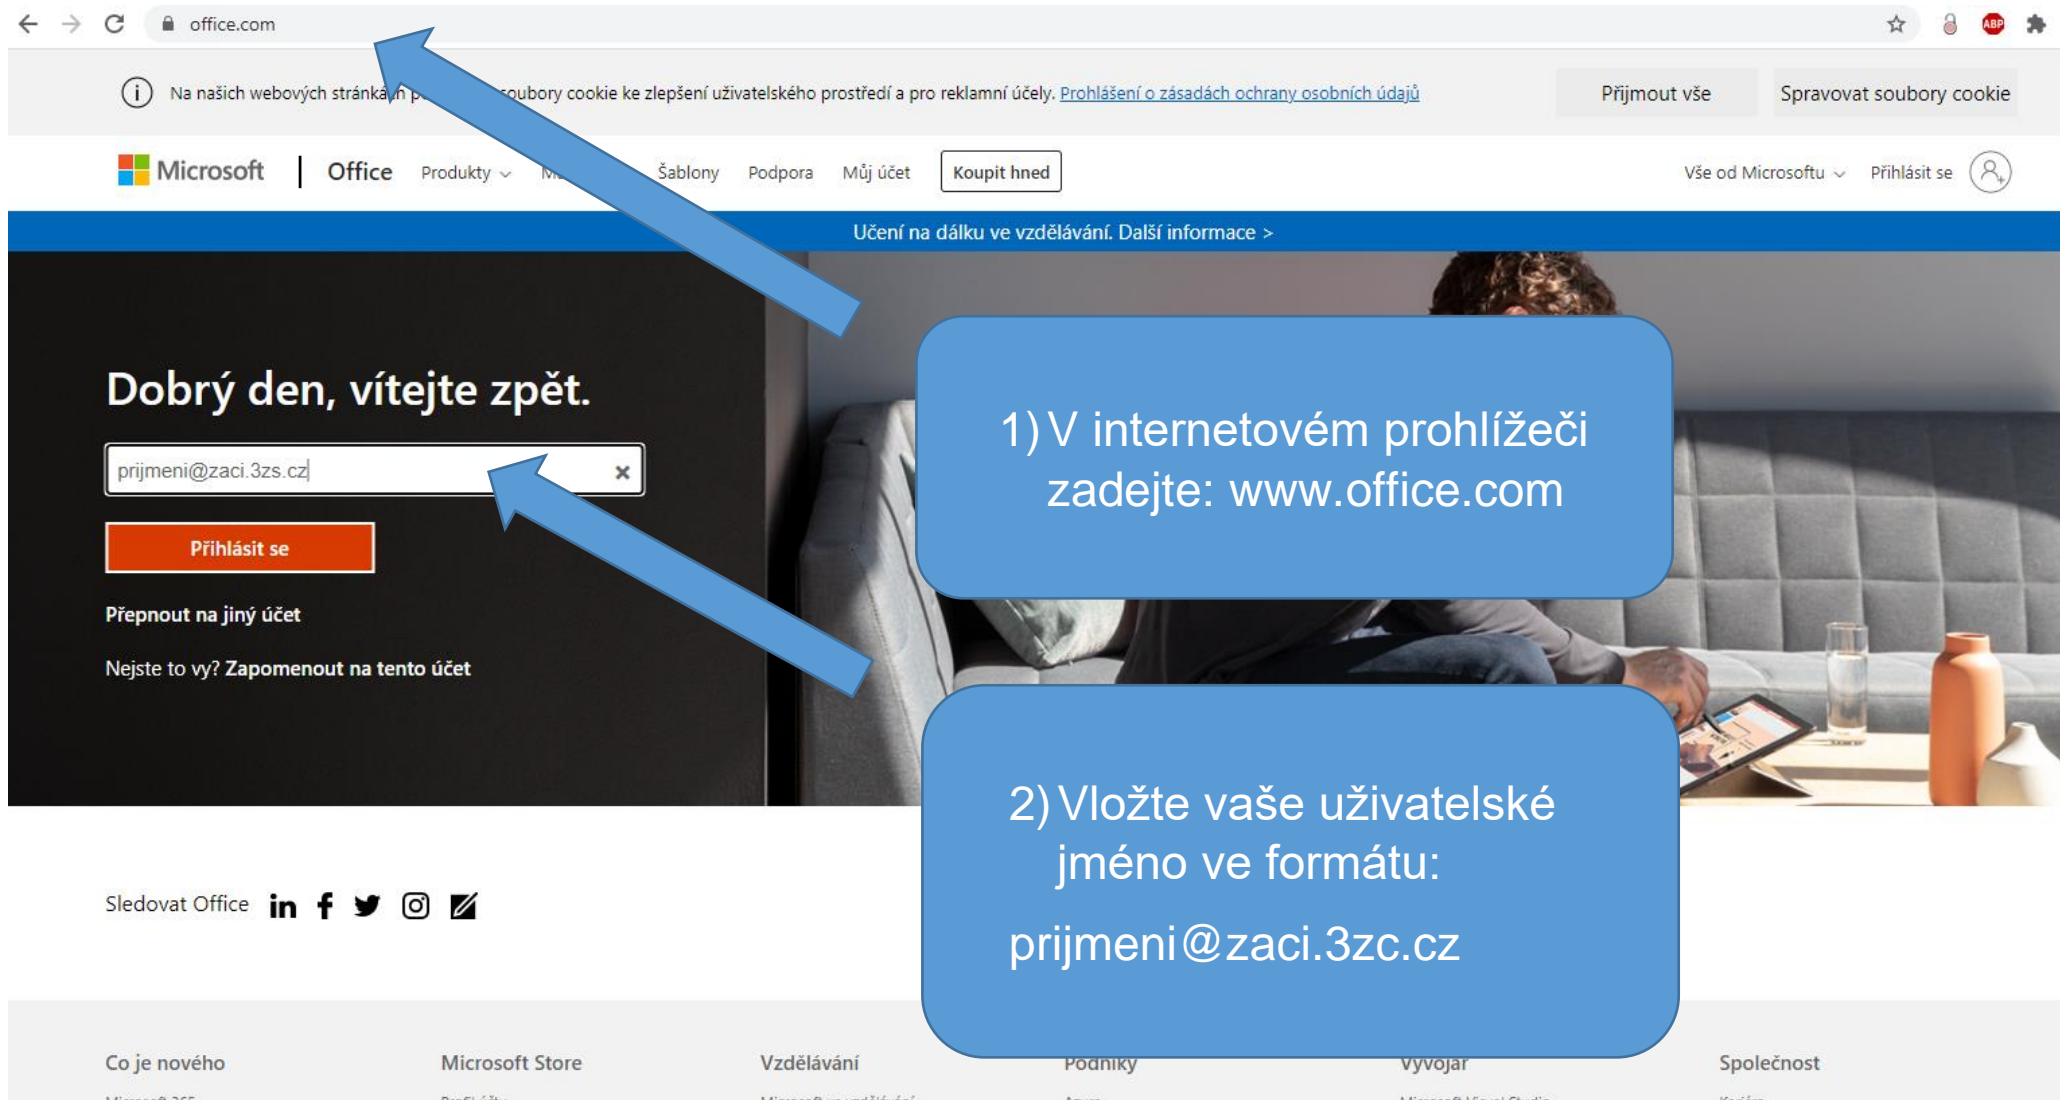 office.com
Na našich webových stránkách soubory cookie ke zlepšení uživatelského prostředí a pro reklamní účely. Prohlášení o zásadách ochrany osobních údajů
Přijmout vše
Spravovat soubory cookie
Microsoft
Office
Produkty
Šablony
Podpora
Můj účet
Koupit hned
Vše od Microsoftu
Přihlásit se
Učení na dálku ve vzdělávání. Další informace >
Dobrý den, vítejte zpět.
prijmeni@zaci.3zs.cz
Přihlásit se
Přepnout na jiný účet
Nejste to vy? Zapomenout na tento účet
1) V internetovém prohlížeči
zadejte: www.office.com
2) Vložte vaše uživatelské
jméno ve formátu:
prijmeni@zaci.3zc.cz
Sledovat Office
Co je nového
Microsoft Store
Vzdělávání
Podniky
Vývojář
Společnost